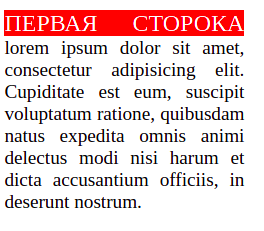 ПЕРВАЯ СТОРОКА
lorem ipsum dolor sit amet,
consectetur adipisicing elit.
Cupiditate est eum, suscipit
voluptatum ratione, quibusdam
natus expedita omnis animi
delectus modi nisi harum et
dicta accusantium officiis, in
deserunt nostrum.